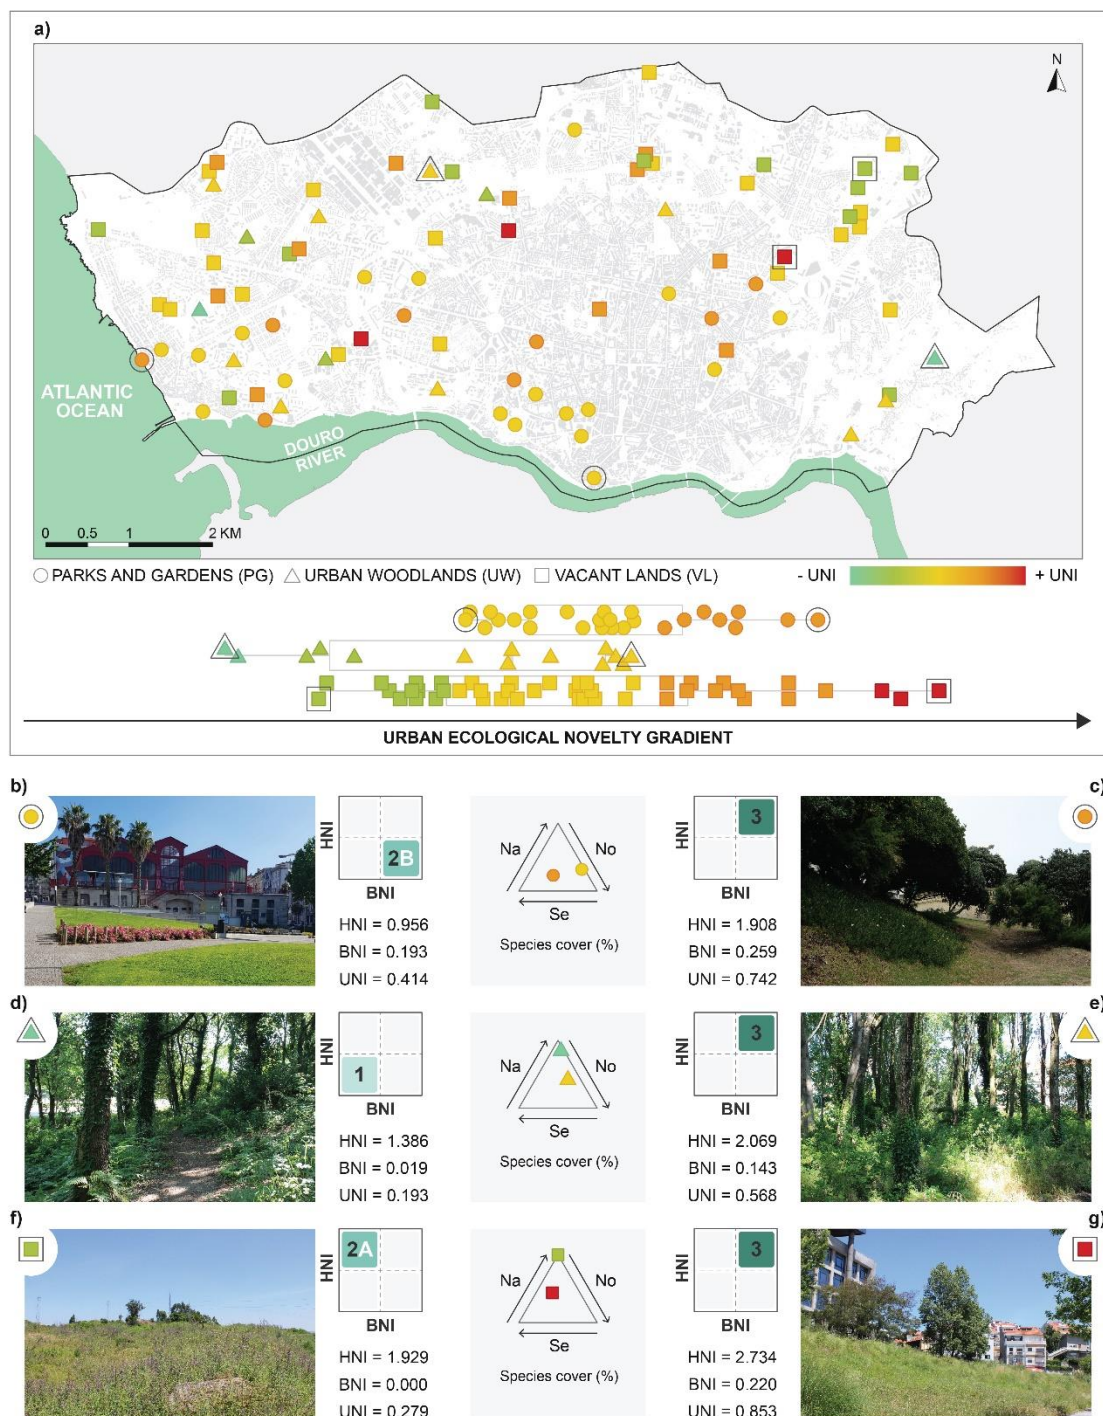 a)
N
ATLANTIC
OCEAN
DOURO
RIVER
0 0.5 1 2 KM
PARKS AND GARDENS (PG) URBAN WOODLANDS (UW) VACANT LANDS (VL) - UNI + UNI
URBAN ECOLOGICAL NOVELTY GRADIENT
b)
HNI
2B
BNI
HNI = 0.956
BNI = 0.193
UNI = 0.414
Na No
Se
Species cover (%)
c)
HNI
3
BNI
HNI = 1.908
BNI = 0.259
UNI = 0.742
d)
HNI
1
BNI
HNI = 1.386
BNI = 0.019
UNI = 0.193
Na No
Se
Species cover (%)
e)
HNI
3
BNI
HNI = 2.069
BNI = 0.143
UNI = 0.568
f)
HNI
2A
BNI
HNI = 1.929
BNI = 0.000
UNI = 0.279
Na No
Se
Species cover (%)
g)
HNI
3
BNI
HNI = 2.734
BNI = 0.220
UNI = 0.853